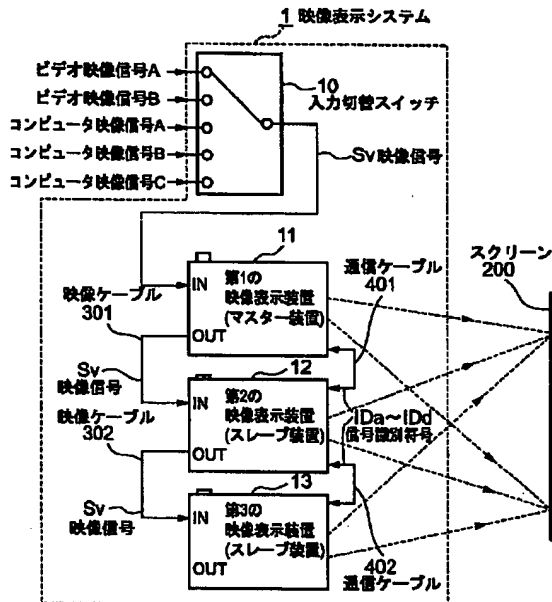 1 映像表示システム
ビデオ映像信号A
ビデオ映像信号B
コンピュータ映像信号A
コンピュータ映像信号B
コンピュータ映像信号C
10
入力切替スイッチ
Sv 映像信号
11
IN
第1の
映像表示装置
(マスター装置)
OUT
通信ケーブル
401
スクリーン
200
映像ケーブル
301
Sv
映像信号
映像ケーブル
302
12
IN
第2の
映像表示装置
(スレーブ装置)
OUT
IDa～IDd
信号識別符号
Sv
映像信号
13
IN
第3の
映像表示装置
(スレーブ装置)
OUT
402
通信ケーブル